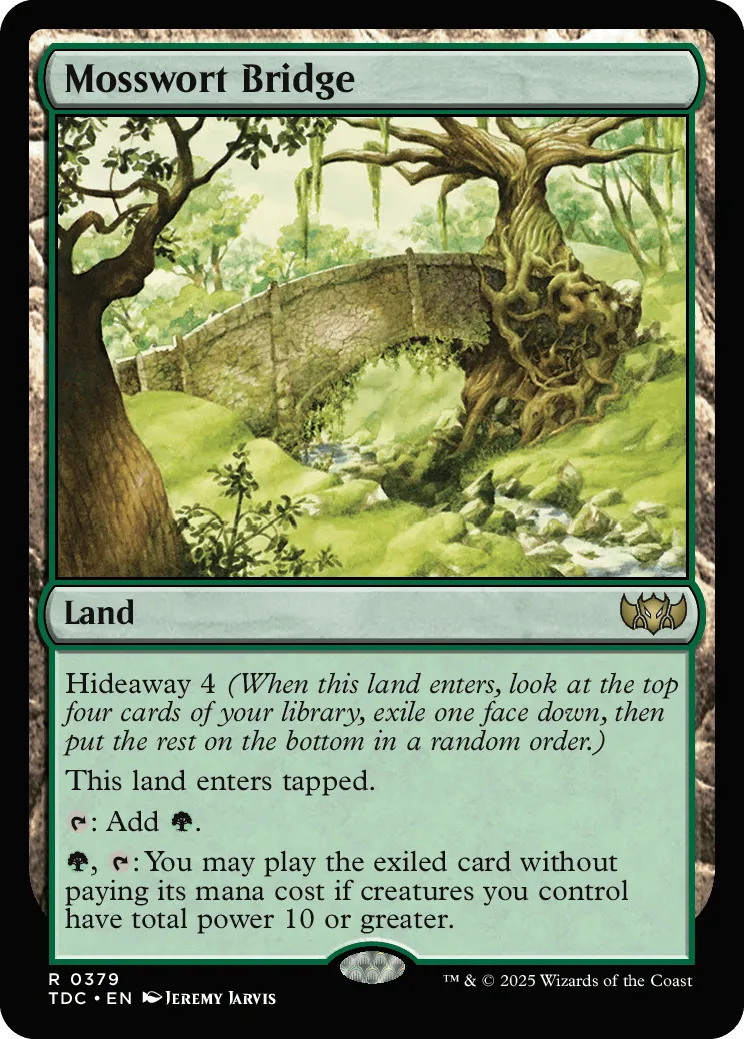 Mosswort Bridge
Land
Hideaway 4 (When this land enters, look at the top
four cards of your library, exile one face down, then
put the rest on the bottom in a random order.)
This land enters tapped.
: Add .
, : You may play the exiled card without
paying its mana cost if creatures you control
have total power 10 or greater.
R 0379
TDC • EN JEREMY JARVIS
™ & © 2025 Wizards of the Coast